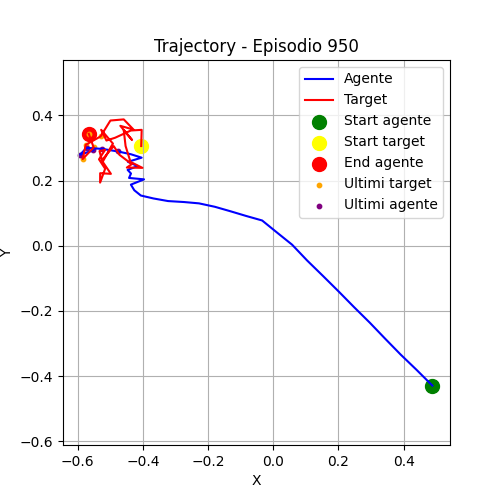 Trajectory - Episodio 950
Agente
Target
Start agente
Start target
End agente
Ultimi target
Ultimi agente
Y
0.4
0.2
0.0
−0.2
−0.4
−0.6
−0.6
−0.4
−0.2
0.0
0.2
0.4
X